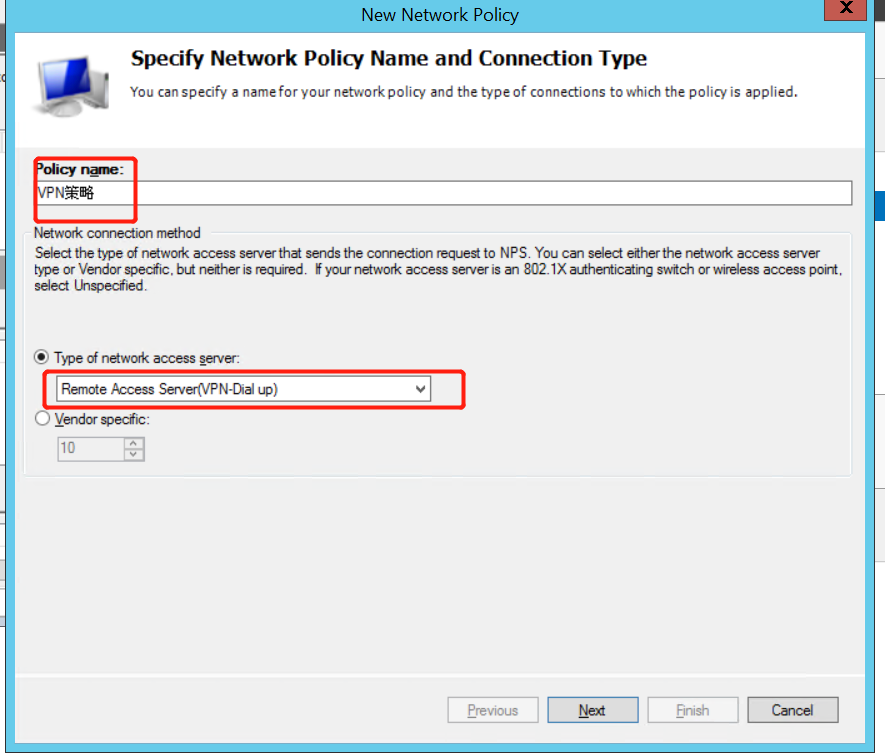 New Network Policy
X
Specify Network Policy Name and Connection Type
You can specify a name for your network policy and the type of connections to which the policy is applied.
Policy name:
VPN策略
Network connection method
Select the type of network access server that sends the connection request to NPS. You can select either the network access server
type or Vendor specific, but neither is required.  If your network access server is an 802.1X authenticating switch or wireless access point,
select Unspecified.
Type of network access server:
Remote Access Server(VPN-Dial up)
Vendor specific:
10
Previous
Next
Finish
Cancel